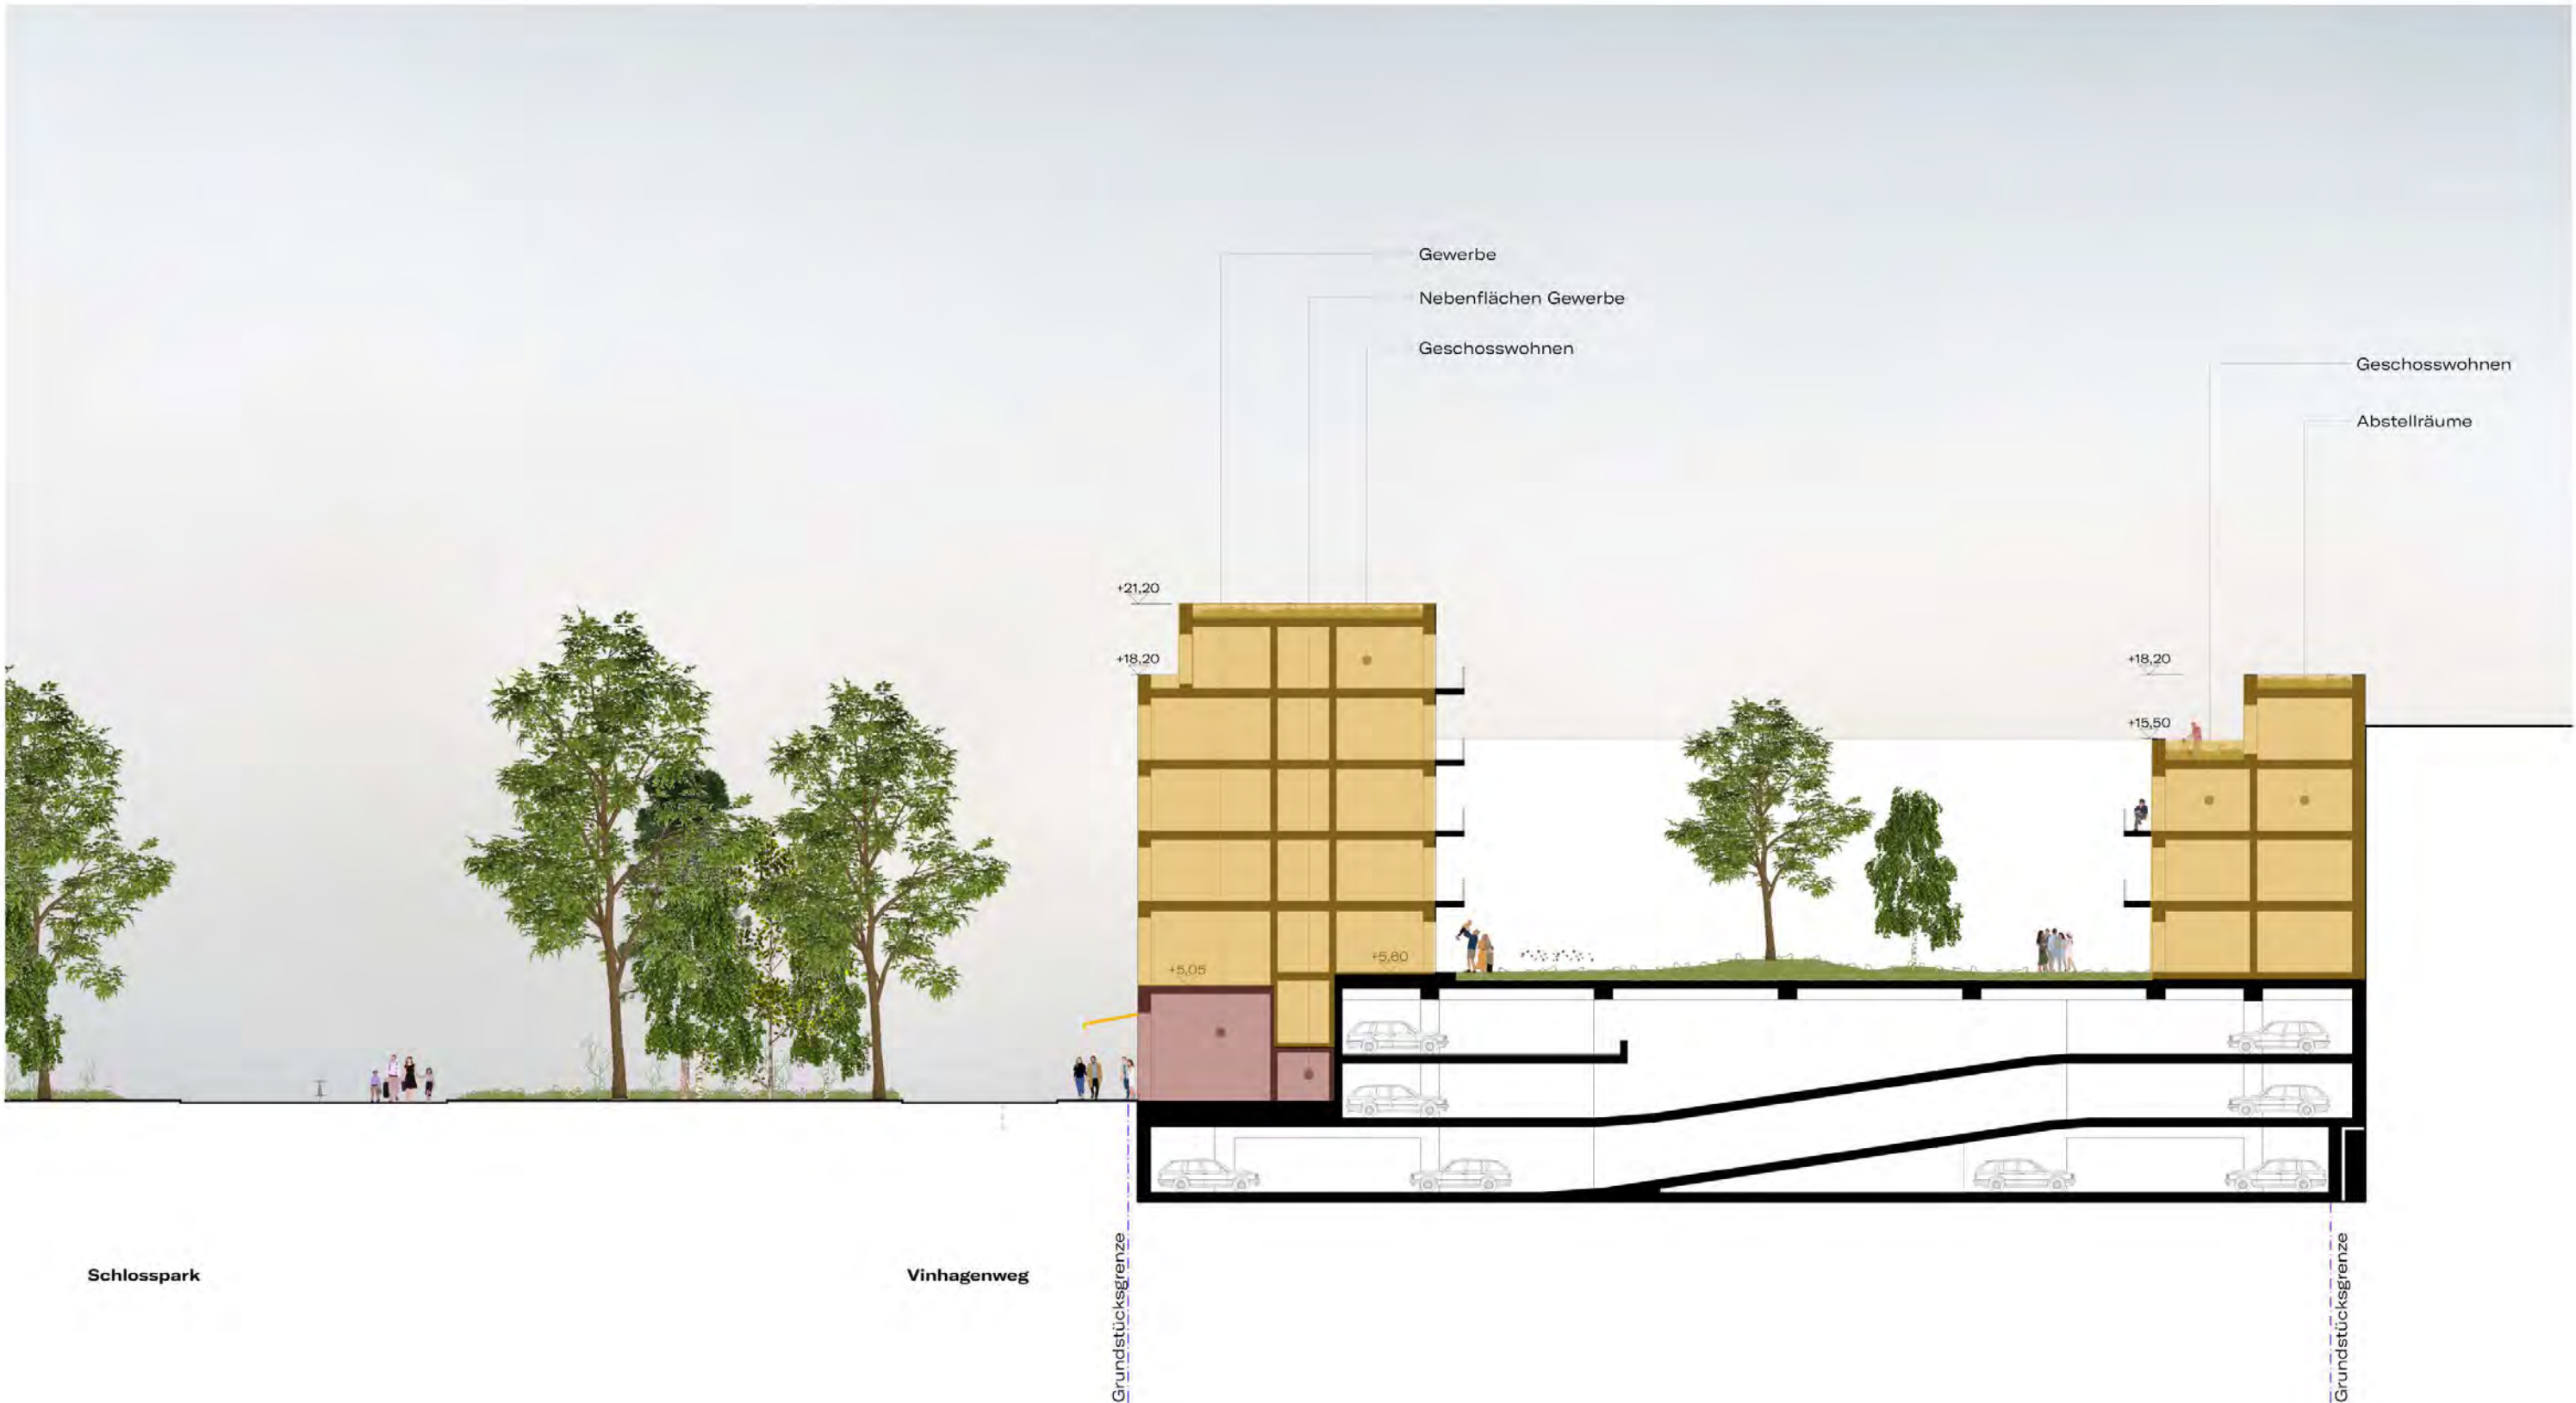 Gewerbe
Nebenflächen Gewerbe
Geschosswohnen
Geschosswohnen
Abstellräume
+21,20
+18,20
+18,20
+15,50
+5,05
+5,60
Schlosspark
Vinhagenweg
Grundstücksgrenze
Grundstücksgrenze